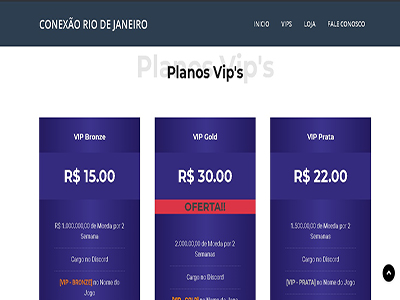 CONEXÃO RIO DE JANEIRO
INICIO VIPS LOJA FALE CONOSCO
Planos Vip's
Planos Vip's
VIP Bronze
R$ 15.00
R$ 1.000.000,00 de Moeda por 2
Semana
Cargo no Discord
[VIP - BRONZE] no Nome do
Jogo
VIP Gold
R$ 30.00
OFERTA!!
2.000.00,00 de Moeda por 2
Semanas
Cargo no Discord
[VIP - GOLD] no Nome do
VIP Prata
R$ 22.00
1.500.00,00 de Moeda por 2
Semanas
Cargo no Discord
[VIP - PRATA] no Nome do Jogo